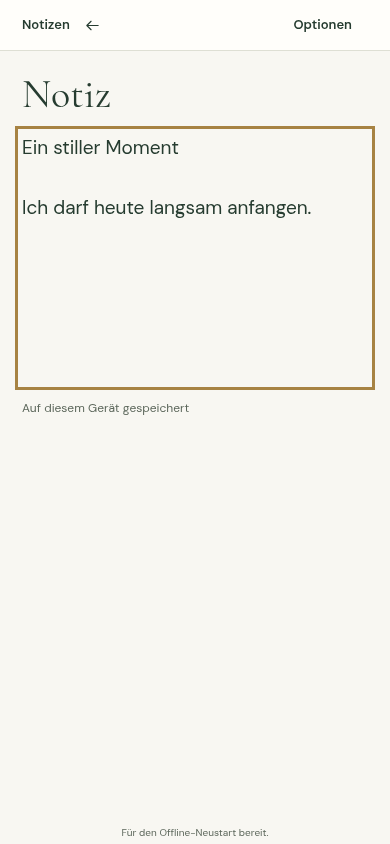 Notizen ← Optionen
Notiz
Ein stiller Moment
Ich darf heute langsam anfangen.
Auf diesem Gerät gespeichert
Für den Offline-Neustart bereit.